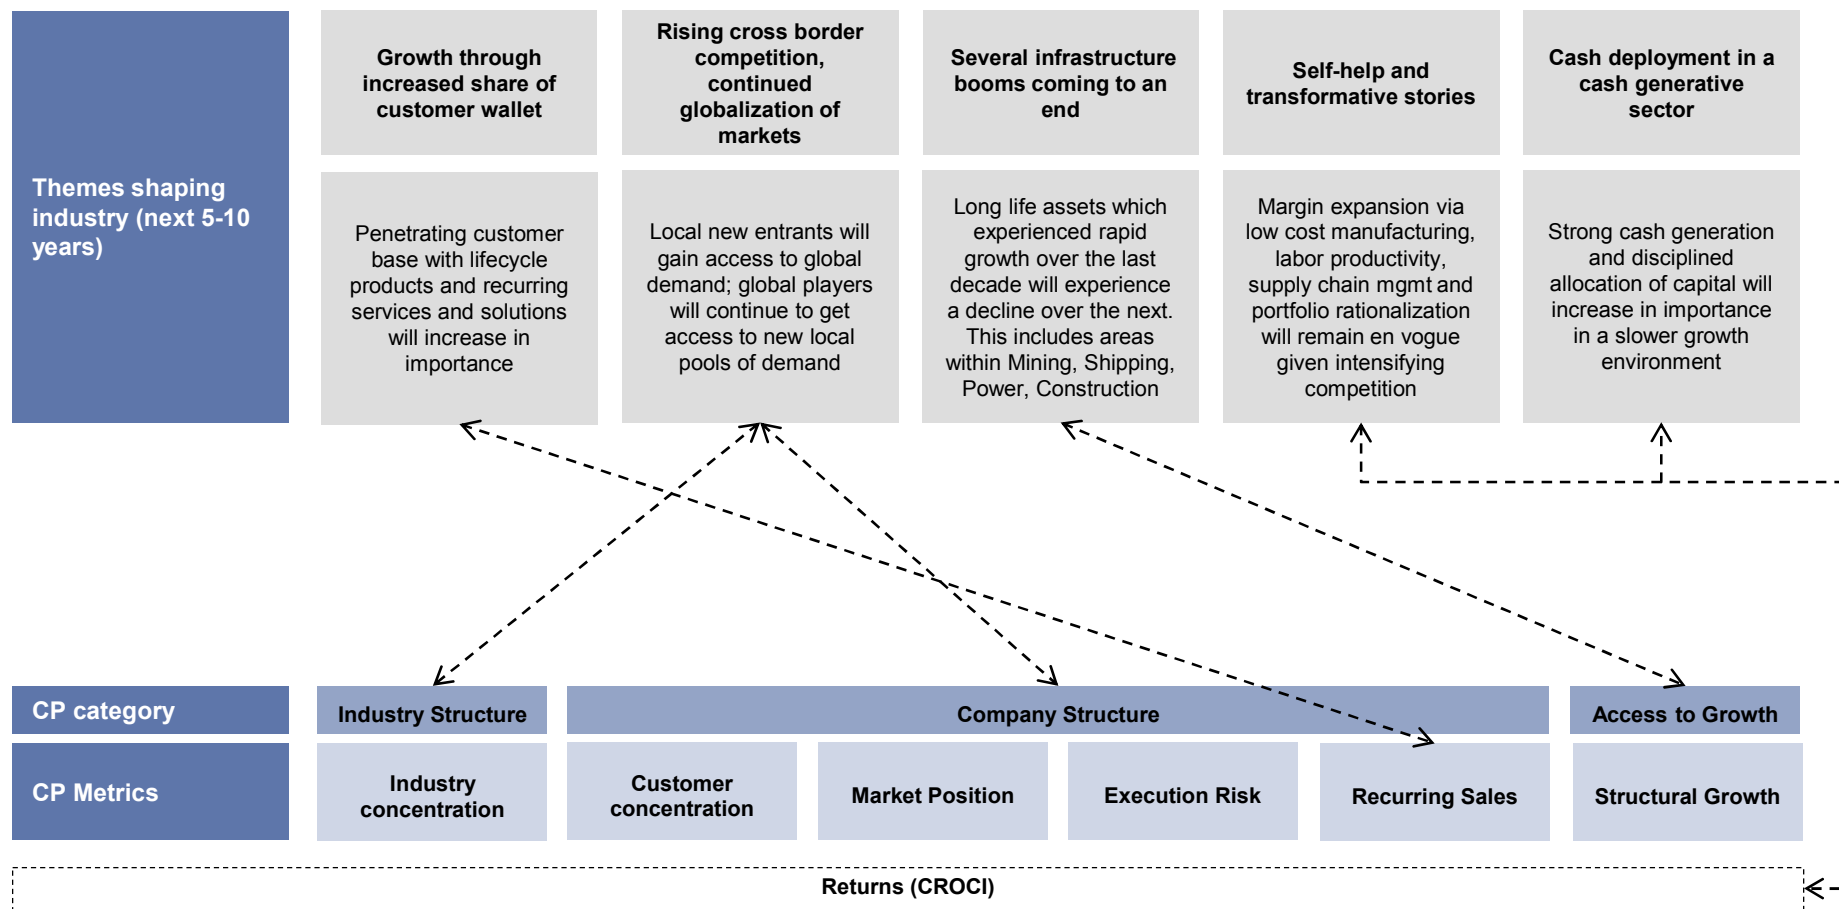 Themes shaping
industry (next 5-10
years)
Growth through
increased share of
customer wallet
Rising cross border
competition,
continued
globalization of
markets
Several infrastructure
booms coming to an
end
Self-help and
transformative stories
Cash deployment in a
cash generative
sector
Penetrating customer
base with lifecycle
products and recurring
services and solutions
will increase in
importance
Local new entrants will
gain access to global
demand; global players
will continue to get
access to new local
pools of demand
Long life assets which
experienced rapid
growth over the last
decade will experience
a decline over the next.
This includes areas
within Mining, Shipping,
Power, Construction
Margin expansion via
low cost manufacturing,
labor productivity,
supply chain mgmt and
portfolio rationalization
will remain en vogue
given intensifying
competition
Strong cash generation
and disciplined
allocation of capital will
increase in importance
in a slower growth
environment
CP category
Industry Structure
Company Structure
Access to Growth
CP Metrics
Industry
concentration
Customer
concentration
Market Position
Execution Risk
Recurring Sales
Structural Growth
Returns (CROCI)